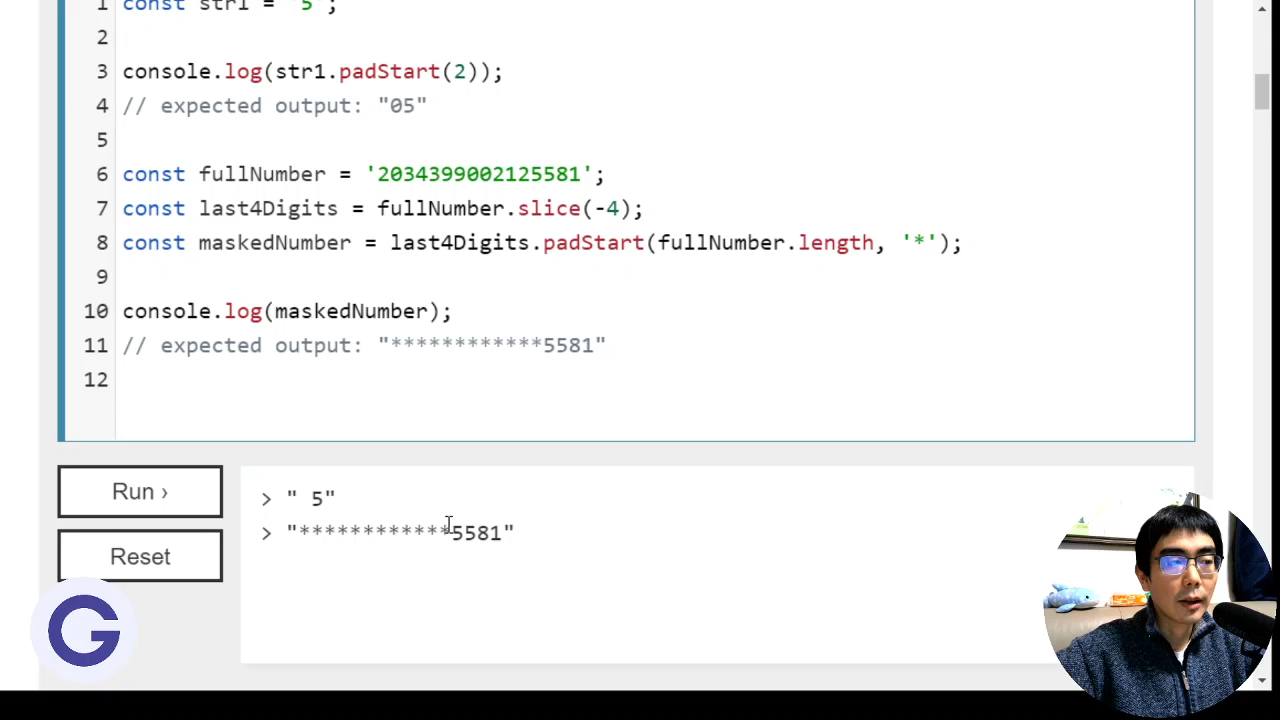 1 const str1 = '5';
2
3 console.log(str1.padStart(2));
4 // expected output: "05"
5
6 const fullNumber = '2034399002125581';
7 const last4Digits = fullNumber.slice(-4);
8 const maskedNumber = last4Digits.padStart(fullNumber.length, '*');
9
10 console.log(maskedNumber);
11 // expected output: "************5581"
12
Run ›
> " 5"
> "************5581"
Reset
G